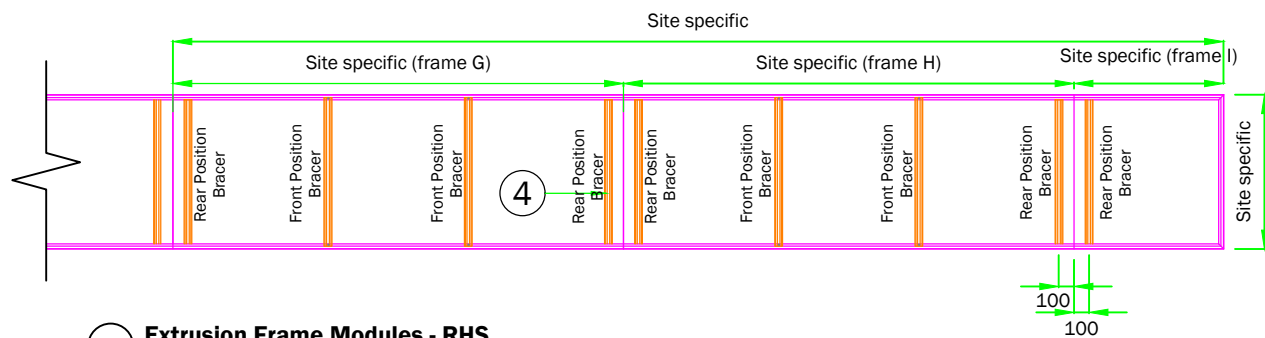 Site specific
Site specific (frame G)
Site specific (frame H)
Site specific (frame I)
Rear Position
Bracer
Front Position
Bracer
Front Position
Bracer
Rear Position
Bracer
Rear Position
Bracer
Front Position
Bracer
Front Position
Bracer
Rear Position
Bracer
Rear Position
Bracer
Site specific
4
100
100
Extrusion Frame Modules - RHS